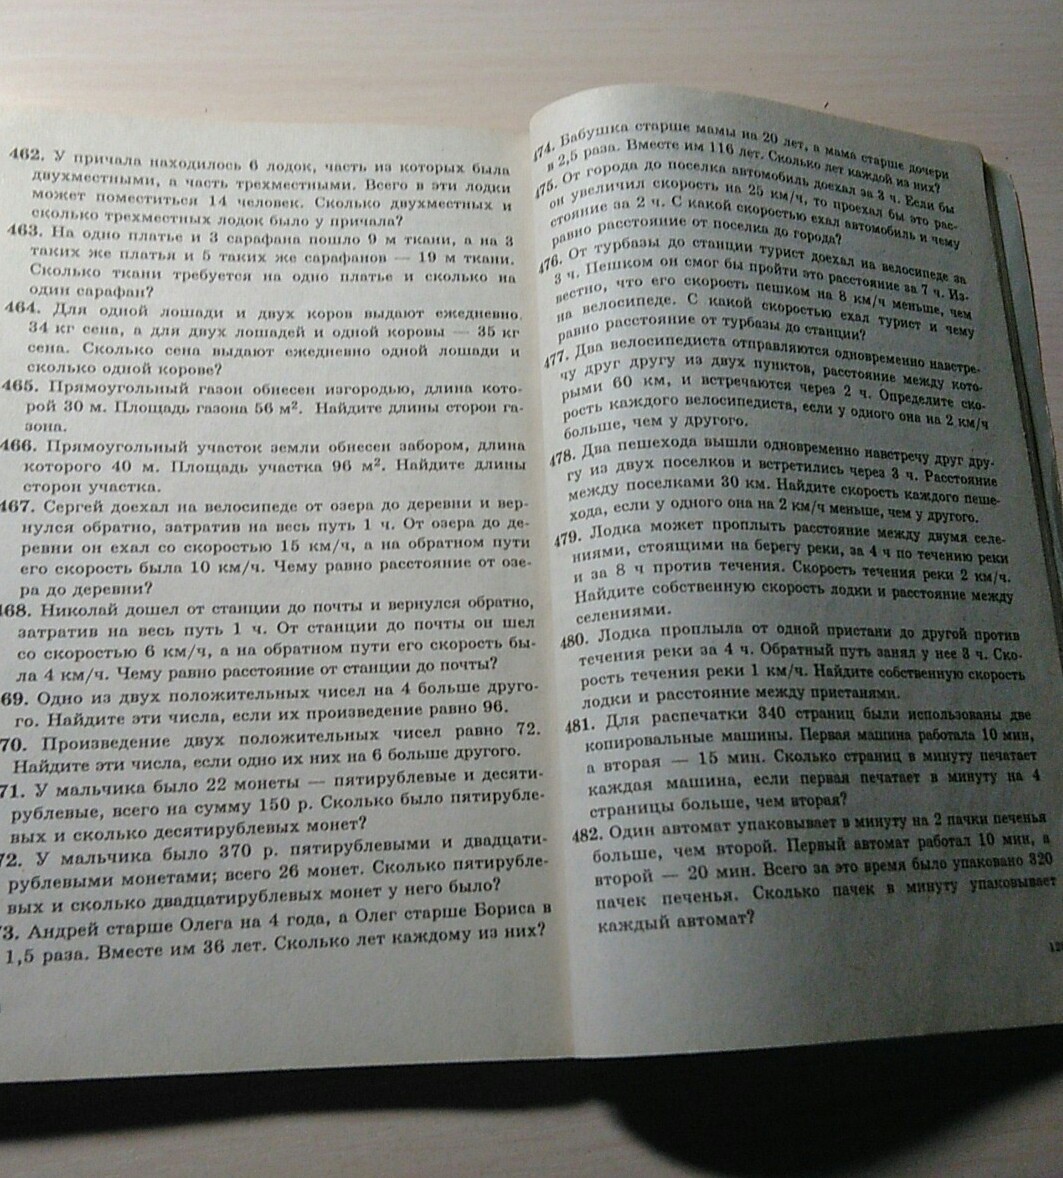 462. У причала находилось 6 лодок, часть из которых была
двухместными, а часть трехместными. Всего в эти лодки
может поместиться 14 человек. Сколько двухместных и
сколько трехместных лодок было у причала?
463. На одно платье и 3 сарафана пошло 9 м ткани, а на 3
таких же платья и 5 таких же сарафанов — 19 м ткани.
Сколько ткани требуется на одно платье и сколько на
один сарафан?
464. Для одной лошади и двух коров выдают ежедневно
34 кг сена, а для двух лошадей и одной коровы — 35 кг
сена. Сколько сена выдают ежедневно одной лошади и
сколько одной корове?
465. Прямоугольный газон обнесен изгородью, длина кото-
рой 30 м. Площадь газона 56 м². Найдите длины сторон га-
зона.
466. Прямоугольный участок земли обнесен забором, длина
которого 40 м. Площадь участка 96 м². Найдите длины
сторон участка.
467. Сергей доехал на велосипеде от озера до деревни и вер-
нулся обратно, затратив на весь путь 1 ч. От озера до де-
ревни он ехал со скоростью 15 км/ч, а на обратном пути
его скорость была 10 км/ч. Чему равно расстояние от озе-
ра до деревни?
468. Николай дошел от станции до почты и вернулся обратно,
затратив на весь путь 1 ч. От станции до почты он шел
со скоростью 6 км/ч, а на обратном пути его скорость бы-
ла 4 км/ч. Чему равно расстояние от станции до почты?
69. Одно из двух положительных чисел на 4 больше друго-
го. Найдите эти числа, если их произведение равно 96.
70. Произведение двух положительных чисел равно 72.
Найдите эти числа, если одно их них на 6 больше другого.
71. У мальчика было 22 монеты — пятирублевые и десяти-
рублевые, всего на сумму 150 р. Сколько было пятирубле-
вых и сколько десятирублевых монет?
72. У мальчика было 370 р. пятирублевыми и двадцати-
рублевыми монетами; всего 26 монет. Сколько пятирубле-
вых и сколько двадцатирублевых монет у него было?
73. Андрей старше Олега на 4 года, а Олег старше Бориса в
1,5 раза. Вместе им 36 лет. Сколько лет каждому из них?
474. Бабушка старше мамы на 20 лет, а мама старше дочери
в 2,5 раза. Вместе им 116 лет. Сколько лет каждой из них?
475. От города до поселка автомобиль доехал за 3 ч. Если бы
он увеличил скорость на 25 км/ч, то проехал бы это рас-
стояние за 2 ч. С какой скоростью ехал автомобиль и чему
равно расстояние от поселка до города?
476. От турбазы до станции турист доехал на велосипеде за
3 ч. Пешком он смог бы пройти это расстояние за 7 ч. Из-
вестно, что его скорость пешком на 8 км/ч меньше, чем
на велосипеде. С какой скоростью ехал турист и чему
равно расстояние от турбазы до станции?
477. Два велосипедиста отправляются одновременно навстре-
чу друг другу из двух пунктов, расстояние между кото-
рыми 60 км, и встречаются через 2 ч. Определите ско-
рость каждого велосипедиста, если у одного она на 2 км/ч
больше, чем у другого.
478. Два пешехода вышли одновременно навстречу друг дру-
гу из двух поселков и встретились через 3 ч. Расстояние
между поселками 30 км. Найдите скорость каждого пеше-
хода, если у одного она на 2 км/ч меньше, чем у другого.
479. Лодка может проплыть расстояние между двумя селе-
ниями, стоящими на берегу реки, за 4 ч по течению реки
и за 8 ч против течения. Скорость течения реки 2 км/ч.
Найдите собственную скорость лодки и расстояние между
селениями.
480. Лодка проплыла от одной пристани до другой против
течения реки за 4 ч. Обратный путь занял у нее 3 ч. Ско-
рость течения реки 1 км/ч. Найдите собственную скорость
лодки и расстояние между пристанями.
481. Для распечатки 340 страниц были использованы две
копировальные машины. Первая машина работала 10 мин,
а вторая — 15 мин. Сколько страниц в минуту печатает
каждая машина, если первая печатает в минуту на 4
страницы больше, чем вторая?
482. Один автомат упаковывает в минуту на 2 пачки печенья
больше, чем второй. Первый автомат работал 10 мин, а
второй — 20 мин. Всего за это время было упаковано 320
пачек печенья. Сколько пачек в минуту упаковывает
каждый автомат?